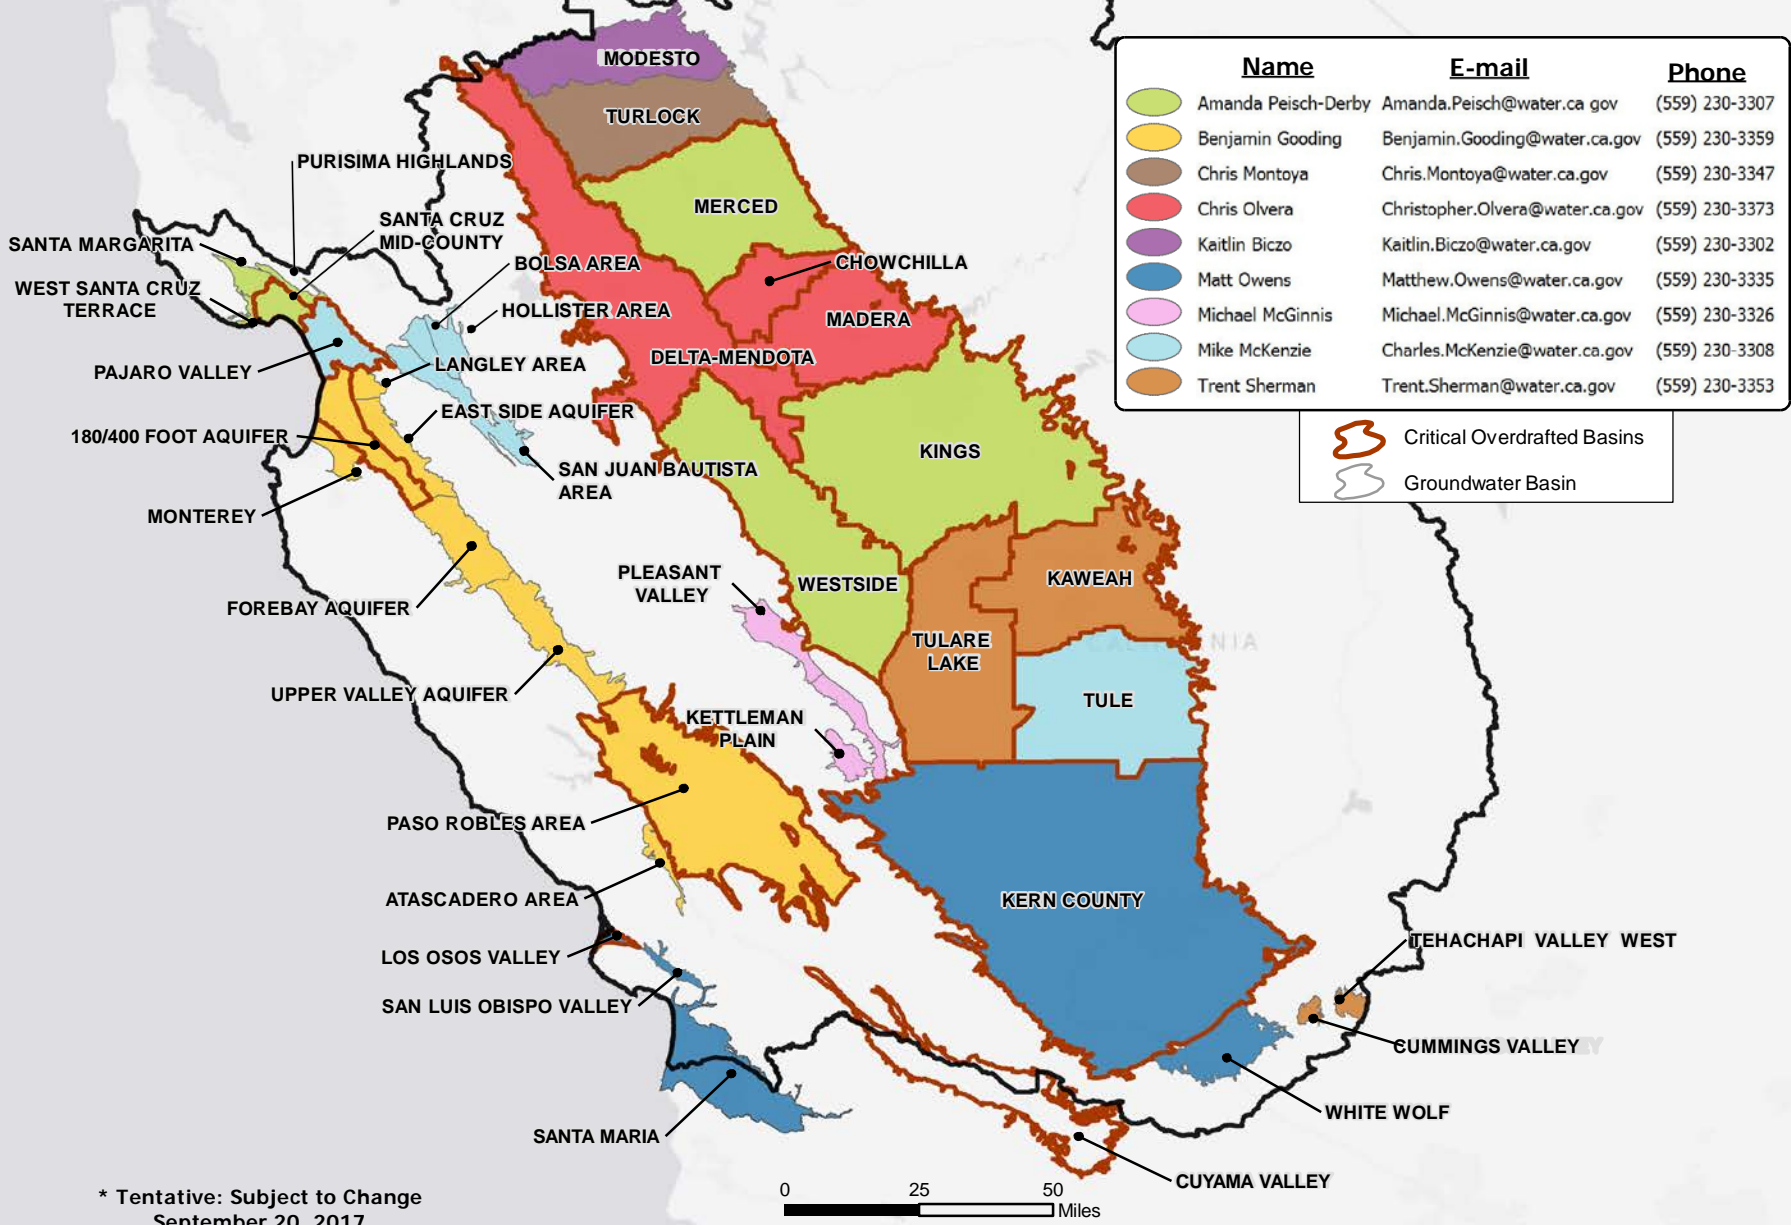 Name E-mail Phone
Amanda Peisch-Derby Amanda.Peisch@water.ca gov (559) 230-3307
Benjamin Gooding Benjamin.Gooding@water.ca.gov (559) 230-3359
Chris Montoya Chris.Montoya@water.ca.gov (559) 230-3347
Chris Olvera Christopher.Olvera@water.ca.gov (559) 230-3373
Kaitlin Biczo Kaitlin.Biczo@water.ca.gov (559) 230-3302
Matt Owens Matthew.Owens@water.ca.gov (559) 230-3335
Michael McGinnis Michael.McGinnis@water.ca.gov (559) 230-3326
Mike McKenzie Charles.McKenzie@water.ca.gov (559) 230-3308
Trent Sherman Trent.Sherman@water.ca.gov (559) 230-3353
Critical Overdrafted Basins
Groundwater Basin
MODESTO
TURLOCK
PURISIMA HIGHLANDS
MERCED
SANTA CRUZ
MID-COUNTY
SANTA MARGARITA
BOLSA AREA
CHOWCHILLA
WEST SANTA CRUZ
TERRACE
HOLLISTER AREA
MADERA
DELTA-MENDOTA
LANGLEY AREA
PAJARO VALLEY
EAST SIDE AQUIFER
180/400 FOOT AQUIFER
KINGS
SAN JUAN BAUTISTA
AREA
MONTEREY
PLEASANT
VALLEY
WESTSIDE
KAWEAH
FOREBAY AQUIFER
TULARE
LAKE
CALIFORNIA
UPPER VALLEY AQUIFER
TULE
KETTLEMAN
PLAIN
PASO ROBLES AREA
ATASCADERO AREA
KERN COUNTY
TEHACHAPI VALLEY WEST
LOS OSOS VALLEY
SAN LUIS OBISPO VALLEY
CUMMINGS VALLEY
WHITE WOLF
SANTA MARIA
CUYAMA VALLEY
* Tentative: Subject to Change
September 20, 2017
0 25 50
Miles